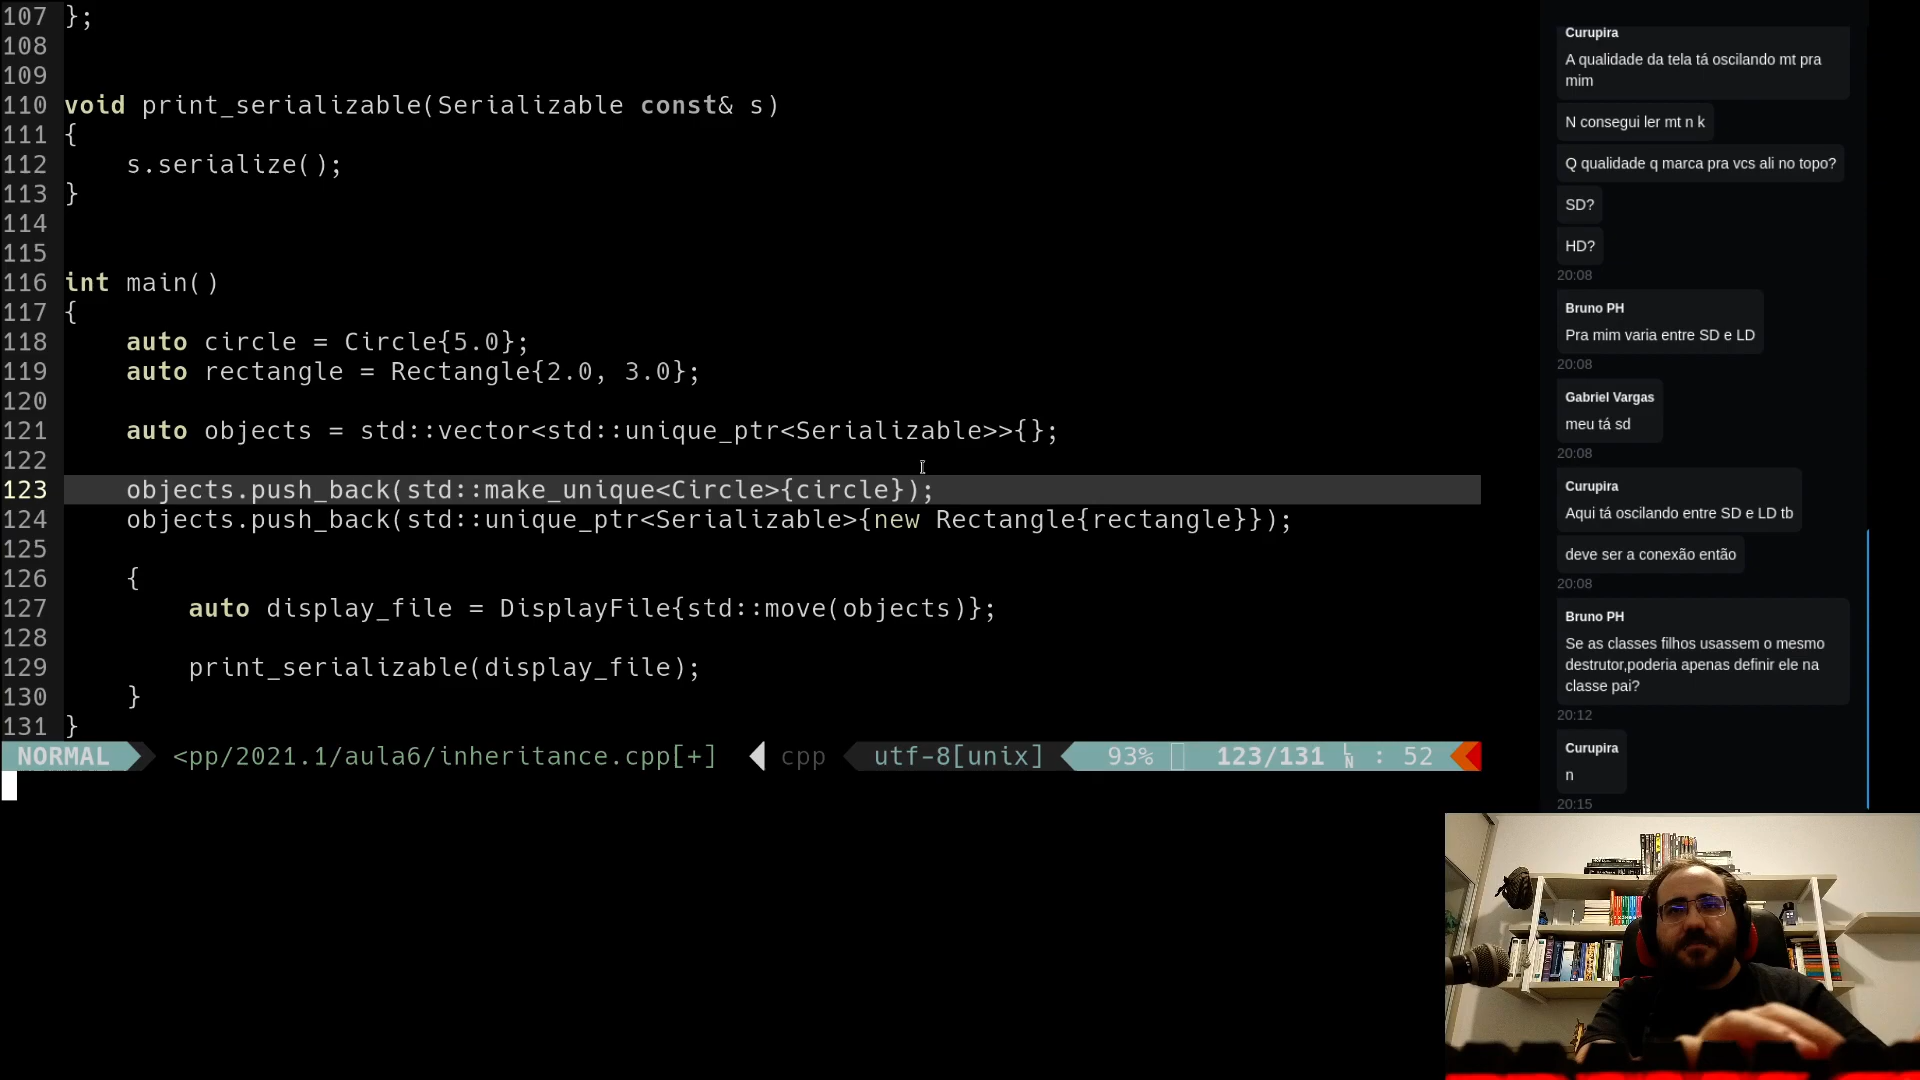 107 };
108
109
110 void print_serializable(Serializable const& s)
111 {
112     s.serialize();
113 }
114
115
116 int main()
117 {
118     auto circle = Circle{5.0};
119     auto rectangle = Rectangle{2.0, 3.0};
120
121     auto objects = std::vector<std::unique_ptr<Serializable>>{};
122
123     objects.push_back(std::make_unique<Circle>{circle});
124     objects.push_back(std::unique_ptr<Serializable>{new Rectangle{rectangle}});
125
126     {
127         auto display_file = DisplayFile{std::move(objects)};
128
129         print_serializable(display_file);
130     }
131 }
NORMAL <pp/2021.1/aula6/inheritance.cpp[+] cpp utf-8[unix] 93% 123/131 LN : 52
Curupira
A qualidade da tela tá oscilando mt pra
mim
N consegui ler mt n k
Q qualidade q marca pra vcs ali no topo?
SD?
HD?
20:08
Bruno PH
Pra mim varia entre SD e LD
20:08
Gabriel Vargas
meu tá sd
20:08
Curupira
Aqui tá oscilando entre SD e LD tb
deve ser a conexão então
20:08
Bruno PH
Se as classes filhos usassem o mesmo
destrutor,poderia apenas definir ele na
classe pai?
20:12
Curupira
n
20:15